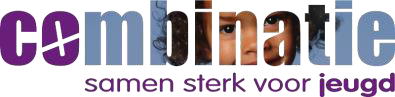 combinatie
samen sterk voor jeugd